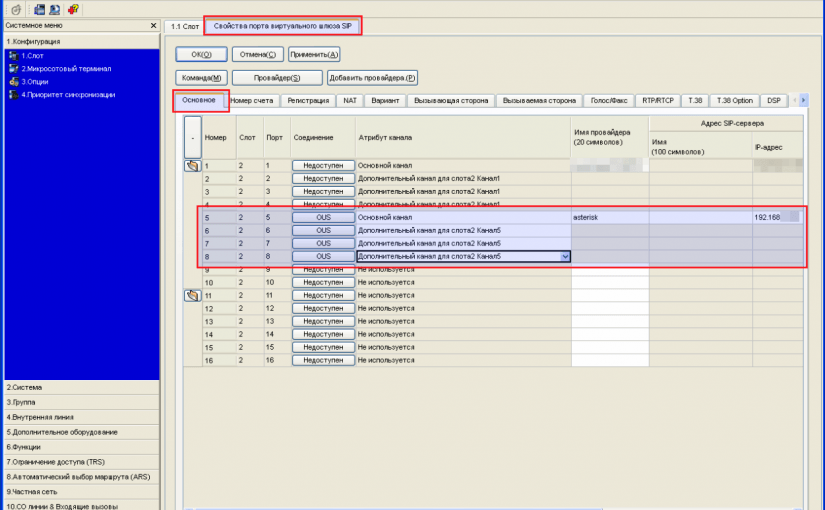 Системное меню × 1.1 Слот Свойства порта виртуального шлюза SIP
1.Конфигурация
1.Слот
2.Микросотовый терминал
3.Опции
4.Приоритет синхронизации
2.Система
3.Группа
4.Внутренняя линия
5.Дополнительное оборудование
6.Функции
7.Ограничение доступа (TRS)
8.Автоматический выбор маршрута (ARS)
9.Частная сеть
10.CO линии & Входящие вызовы
ОК(O) Отмена(C) Применить(A)
Команда(M) Провайдер(S) Добавить провайдера.(P)
Основное Номер счета Регистрация NAT Вариант Вызывающая сторона Вызываемая сторона Голос/Факс RTP/RTCP T.38 T.38 Option DSP
Адрес SIP-сервера
- Номер Слот Порт Соединение Атрибут канала Имя провайдера (20 символов) Имя (100 символов) IP-адрес
1 2 1 Недоступен Основной канал
2 2 2 Недоступен Дополнительный канал для слота2 Канал1
3 2 3 Недоступен Дополнительный канал для слота2 Канал1
4 2 4 Недоступен Дополнительный канал для слота2 Канал1
5 2 5 OUS Основной канал asterisk 192.168
6 2 6 OUS Дополнительный канал для слота2 Канал5
7 2 7 OUS Дополнительный канал для слота2 Канал5
8 2 8 OUS Дополнительный канал для слота2 Канал5
9 2 9 Недоступен Не используется
10 2 10 Недоступен Не используется
11 2 11 Недоступен Не используется
12 2 12 Недоступен Не используется
13 2 13 Недоступен Не используется
14 2 14 Недоступен Не используется
15 2 15 Недоступен Не используется
16 2 16 Недоступен Не используется